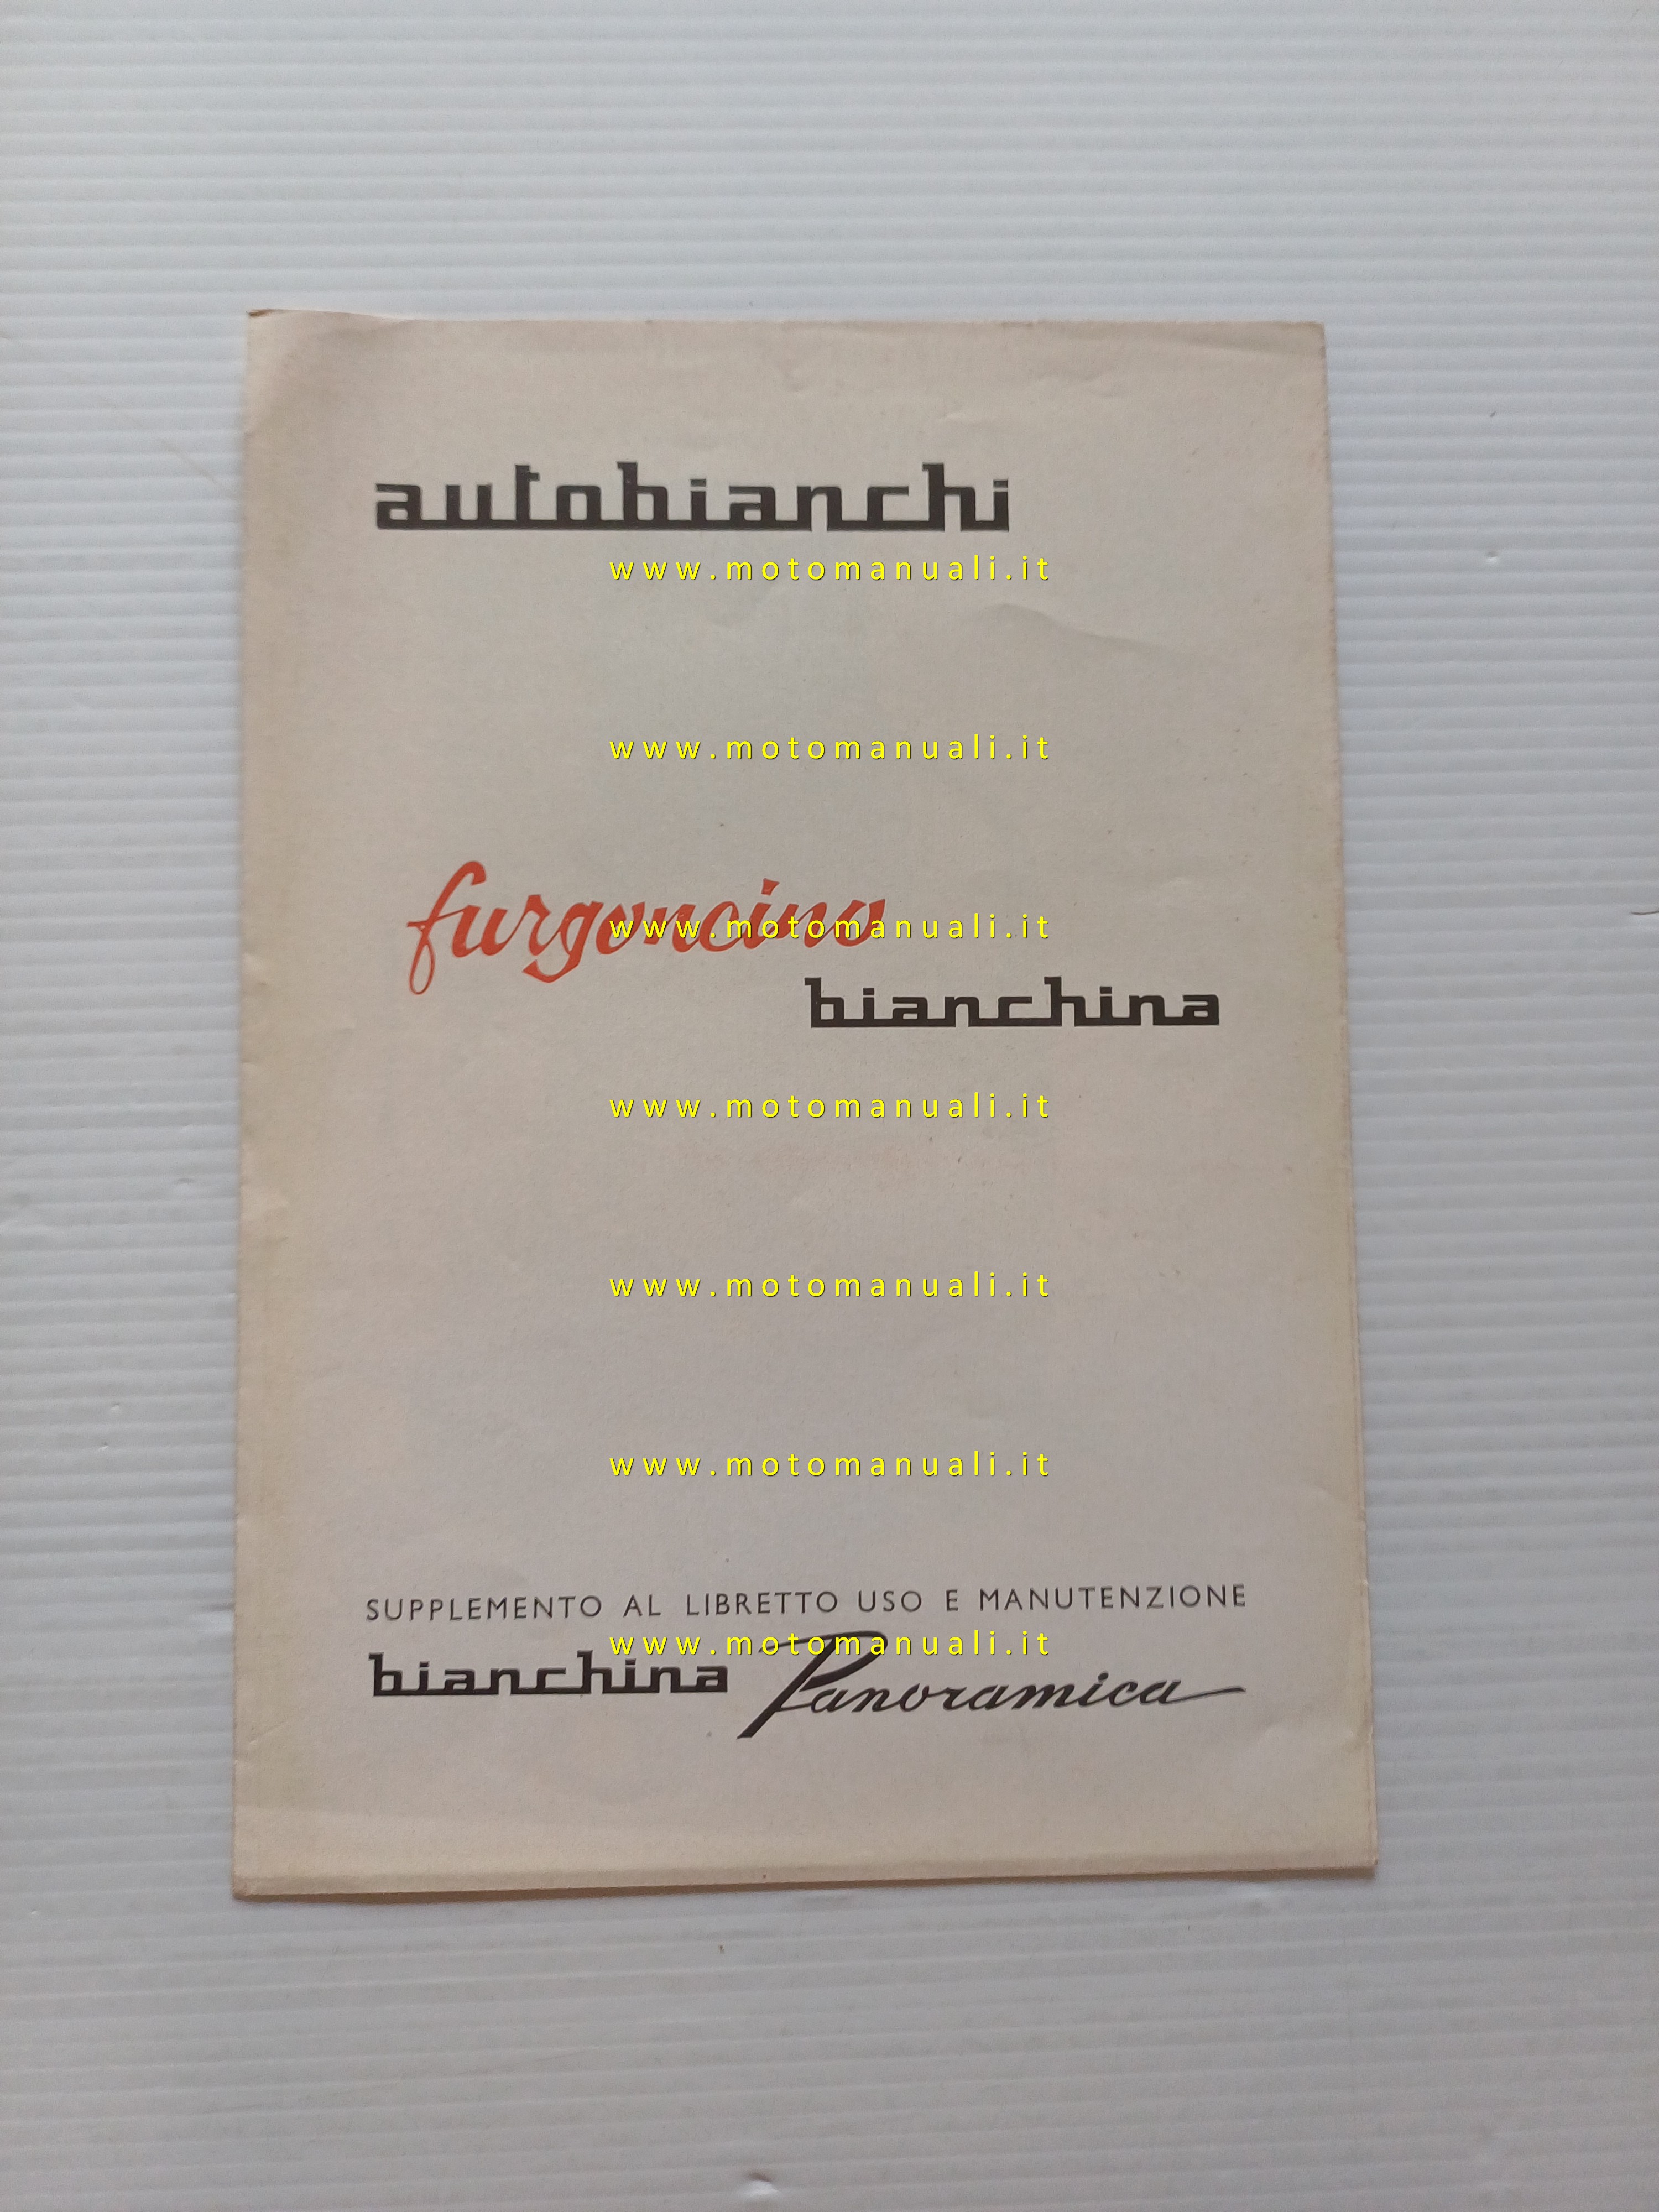 autobianchi
www.motomanuali.it
www.motomanuali.it
furgoncino
www.motomanuali.it
bianchina
www.motomanuali.it
www.motomanuali.it
www.motomanuali.it
SUPPLEMENTO AL LIBRETTO USO E MANUTENZIONE
www.motomanuali.it
bianchina Panoramica